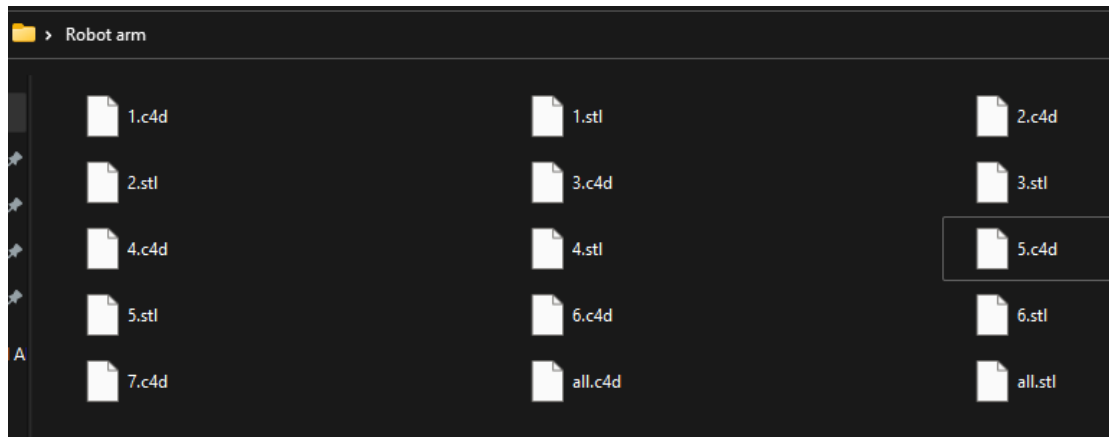 Robot arm
1.c4d
1.stl
2.c4d
2.stl
3.c4d
3.stl
4.c4d
4.stl
5.c4d
5.stl
6.c4d
6.stl
A
7.c4d
all.c4d
all.stl